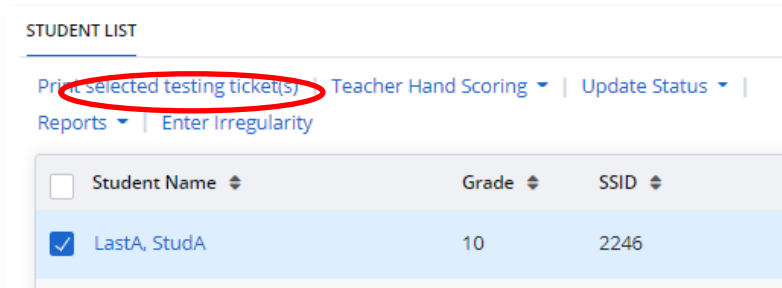 STUDENT LIST
Print selected testing ticket(s) | Teacher Hand Scoring | Update Status |
Reports | Enter Irregularity
Student Name Grade SSID
LastA, StudA 10 2246